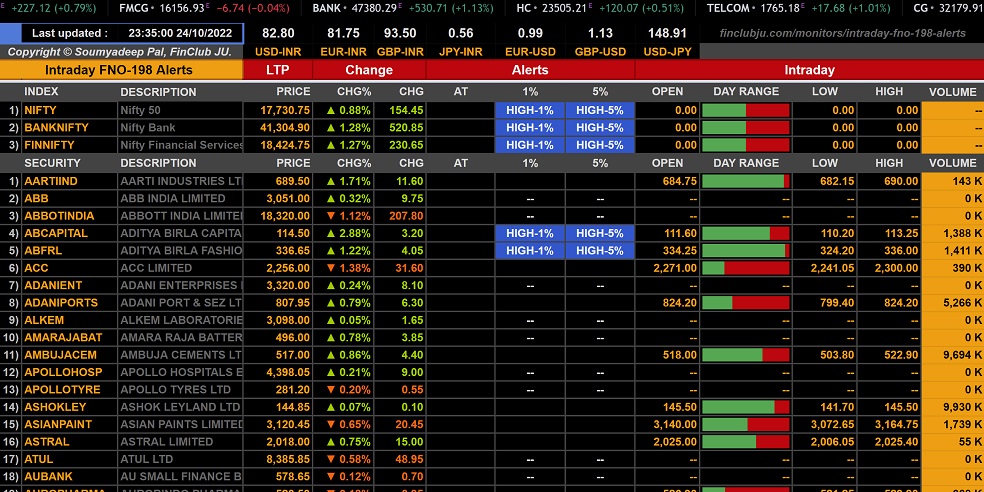 +227.12 (+0.79%) FMCG • 16156.93 E -6.74 (-0.04%) BANK • 47380.29 E +530.71 (+1.13%) HC • 23505.21 E +120.07 (+0.51%) TELCOM • 1765.18 E +17.68 (+1.01%) CG • 32179.91
Last updated : 23:35:00 24/10/2022 82.80 81.75 93.50 0.56 0.99 1.13 148.91 finclubju.com/monitors/intraday-fno-198-alerts
Copyright © Soumyadeep Pal, FinClub JU. USD-INR EUR-INR GBP-INR JPY-INR EUR-USD GBP-USD USD-JPY
Intraday FNO-198 Alerts LTP Change Alerts Intraday
INDEX DESCRIPTION PRICE CHG% CHG AT 1% 5% OPEN DAY RANGE LOW HIGH VOLUME
1) NIFTY Nifty 50 17,730.75 ▲ 0.88% 154.45 HIGH-1% HIGH-5% 0.00 0.00 0.00 --
2) BANKNIFTY Nifty Bank 41,304.90 ▲ 1.28% 520.85 HIGH-1% HIGH-5% 0.00 0.00 0.00 --
3) FINNIFTY Nifty Financial Services 18,424.75 ▲ 1.27% 230.65 HIGH-1% HIGH-5% 0.00 0.00 0.00 --
SECURITY DESCRIPTION PRICE CHG% CHG AT 1% 5% OPEN DAY RANGE LOW HIGH VOLUME
1) AARTIIND AARTI INDUSTRIES LT 689.50 ▲ 1.71% 11.60 684.75 682.15 690.00 143 K
2) ABB ABB INDIA LIMITED 3,051.00 ▲ 0.32% 9.75 -- -- -- -- -- 0 K
3) ABBOTINDIA ABBOTT INDIA LIMITE 18,320.00 ▼ 1.12% 207.80 -- -- -- -- -- 0 K
4) ABCAPITAL ADITYA BIRLA CAPITA 114.50 ▲ 2.88% 3.20 HIGH-1% HIGH-5% 111.60 110.20 113.25 1,388 K
5) ABFRL ADITYA BIRLA FASHIO 336.65 ▲ 1.22% 4.05 HIGH-1% HIGH-5% 334.25 324.20 336.00 1,411 K
6) ACC ACC LIMITED 2,256.00 ▼ 1.38% 31.60 2,271.00 2,241.05 2,300.00 390 K
7) ADANIENT ADANI ENTERPRISES 3,320.00 ▲ 0.24% 8.10 -- -- -- -- -- 0 K
8) ADANIPORTS ADANI PORT & SEZ LT 807.95 ▲ 0.79% 6.30 824.20 799.40 824.20 5,266 K
9) ALKEM ALKEM LABORATORIE 3,098.00 ▲ 0.05% 1.65 -- -- -- -- -- 0 K
10) AMARAJABAT AMARA RAJA BATTER 496.00 ▲ 0.78% 3.85 -- -- -- -- -- 0 K
11) AMBUJACEM AMBUJA CEMENTS LT 517.00 ▲ 0.86% 4.40 518.00 503.80 522.90 9,694 K
12) APOLLOHOSP APOLLO HOSPITALS E 4,398.05 ▲ 0.21% 9.00 -- -- -- -- -- 0 K
13) APOLLOTYRE APOLLO TYRES LTD 281.20 ▼ 0.20% 0.55 -- -- -- -- -- 0 K
14) ASHOKLEY ASHOK LEYLAND LTD 144.85 ▲ 0.07% 0.10 145.50 141.70 145.50 9,930 K
15) ASIANPAINT ASIAN PAINTS LIMITED 3,120.45 ▼ 0.65% 20.45 3,140.00 3,072.65 3,164.75 1,739 K
16) ASTRAL ASTRAL LIMITED 2,018.00 ▲ 0.75% 15.00 2,025.00 2,006.05 2,025.40 55 K
17) ATUL ATUL LTD 8,385.85 ▼ 0.58% 48.95 -- -- -- -- -- 0 K
18) AUBANK AU SMALL FINANCE B 578.65 ▼ 0.12% 0.70 -- -- -- -- -- 0 K